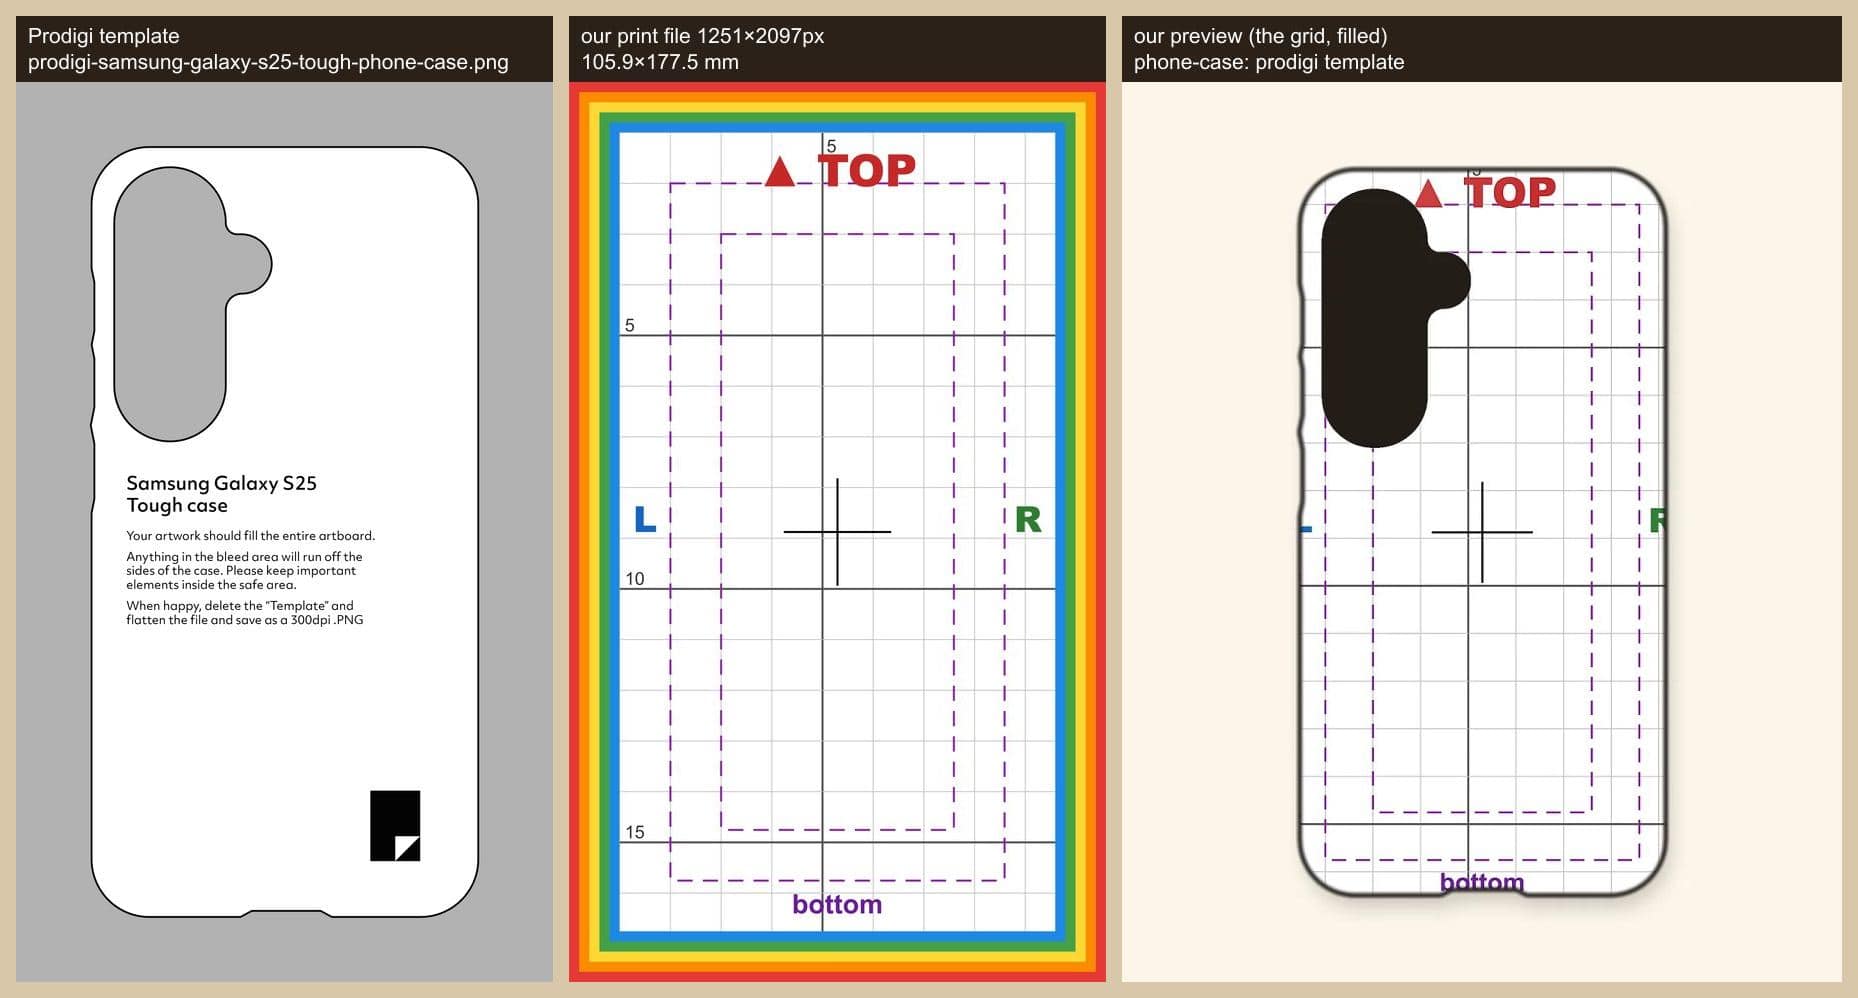 Prodigi template
prodigi-samsung-galaxy-s25-tough-phone-case.png
Samsung Galaxy S25
Tough case
Your artwork should fill the entire artboard.
Anything in the bleed area will run off the
sides of the case. Please keep important
elements inside the safe area.
When happy, delete the “Template” and
flatten the file and save as a 300dpi .PNG
our print file 1251×2097px
105.9×177.5 mm
5
▲ TOP
5
L
R
10
15
bottom
our preview (the grid, filled)
phone-case: prodigi template
▲ TOP
R
bottom